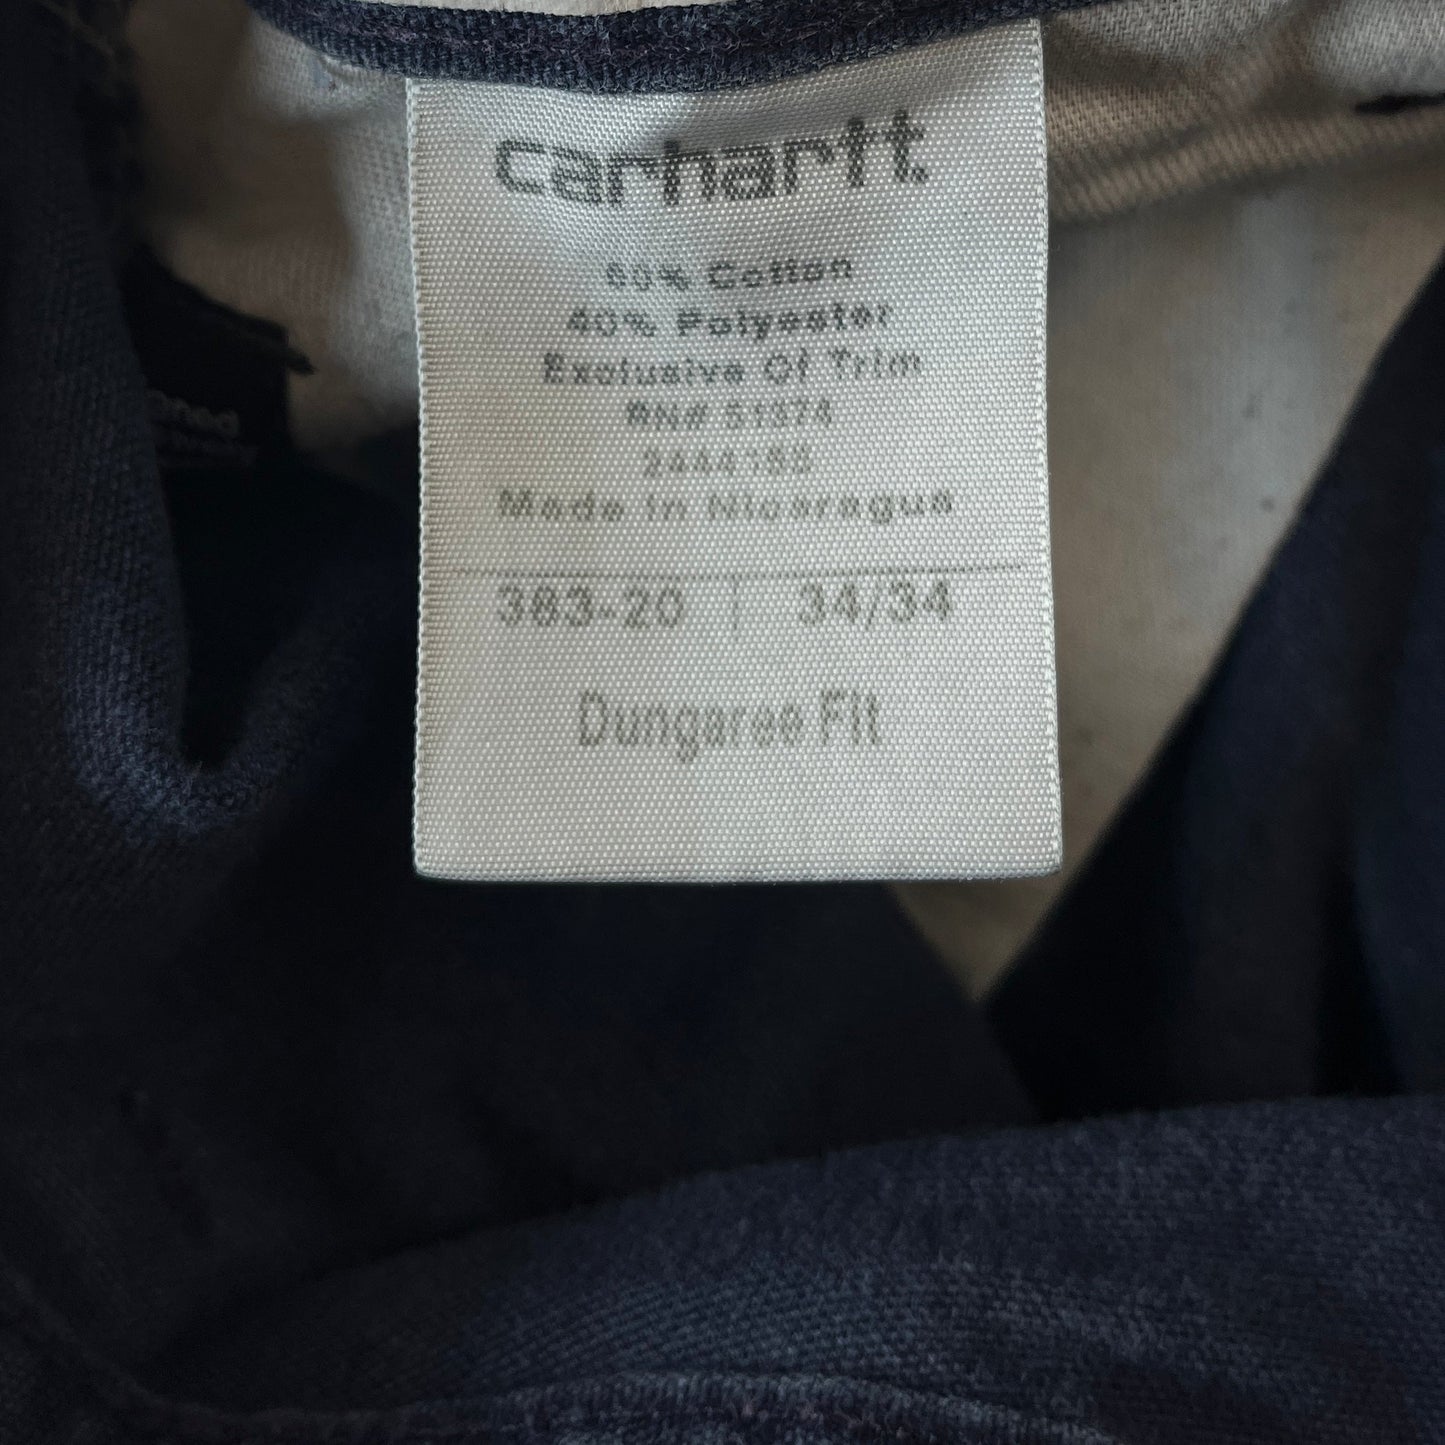 carhartt
60% Cotton
40% Polyester
Exclusive Of Trim
RN# 51374
Made in Nicaragua
383-20 | 34/34
Dungaree Fit